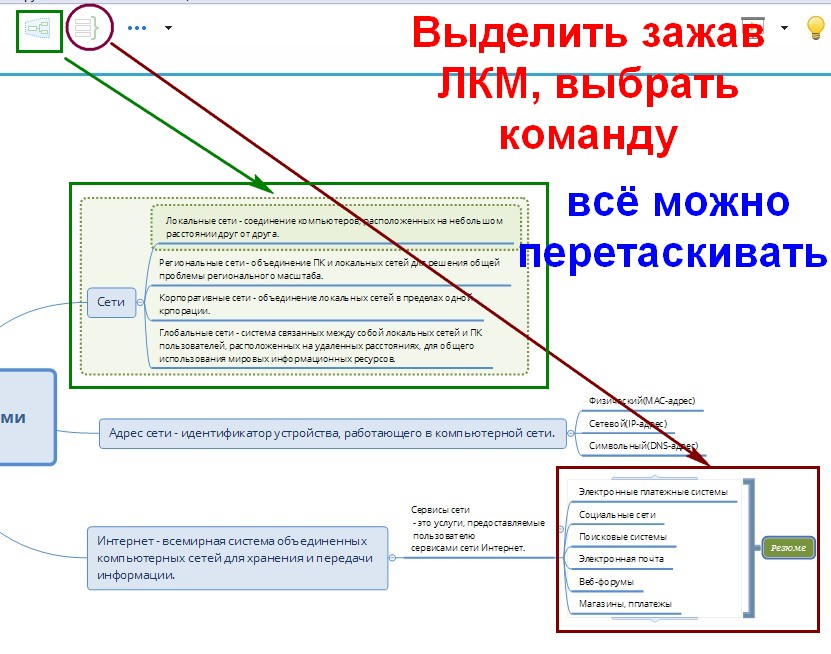 Выделить зажав
ЛКМ, выбрать
команду
всё можно
перетаскивать
Локальные сети - соединение компьютеров, расположенных на небольшом
расстоянии друг от друга.
Региональные сети - объединение ПК и локальных сетей для решения общей
проблемы регионального масштаба.
Сети
Корпоративные сети - объединение локальных сетей в пределах одной
крпорации.
Глобальные сети - система связанных между собой локальных сетей и ПК
пользователей, расположенных на удаленных расстояниях, для общего
использования мировых информационных ресурсов.
ми
Адрес сети - идентификатор устройства, работающего в компьютерной сети.
Физический(MAC-адрес)
Сетевой(IP-адрес)
Символьный(DNS-адрес)
Интернет - всемирная система объединенных
компьютерных сетей для хранения и передачи
информации.
Сервисы сети
- это услуги, предоставляемые
пользователю
сервисами сети Интернет.
Электронные платежные системы
Социальные сети
Поисковые системы
Электронная почта
Веб-форумы
Магазины, пплатежы
Резюме